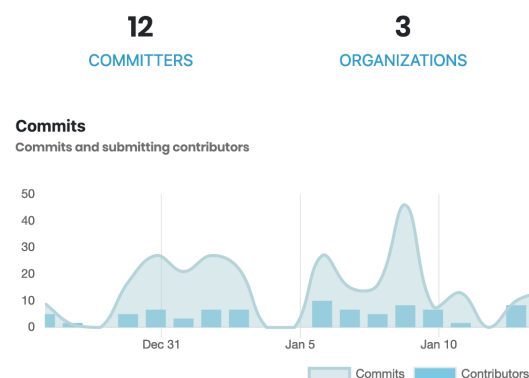 12
3
COMMITTERS
ORGANIZATIONS
Commits
Commits and submitting contributors
50
40
30
20
10
0
Dec 31
Jan 5
Jan 10
Commits
Contributors